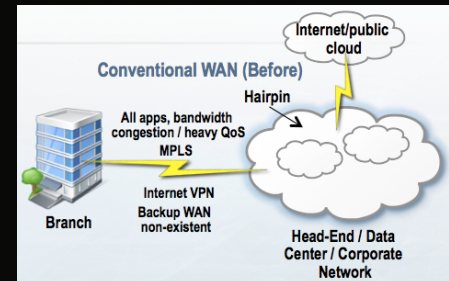 Internet/public
cloud
Conventional WAN (Before)
Hairpin
All apps, bandwidth
congestion / heavy QoS
MPLS
Internet VPN
Backup WAN
non-existent
Branch
Head-End / Data
Center / Corporate
Network